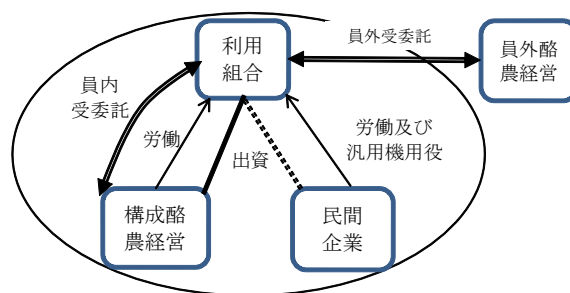 利用
組合
員外受委託
員外酪
農経営
員内
受委託
労働
出資
労働及び
汎用機用役
構成酪
農経営
民間
企業